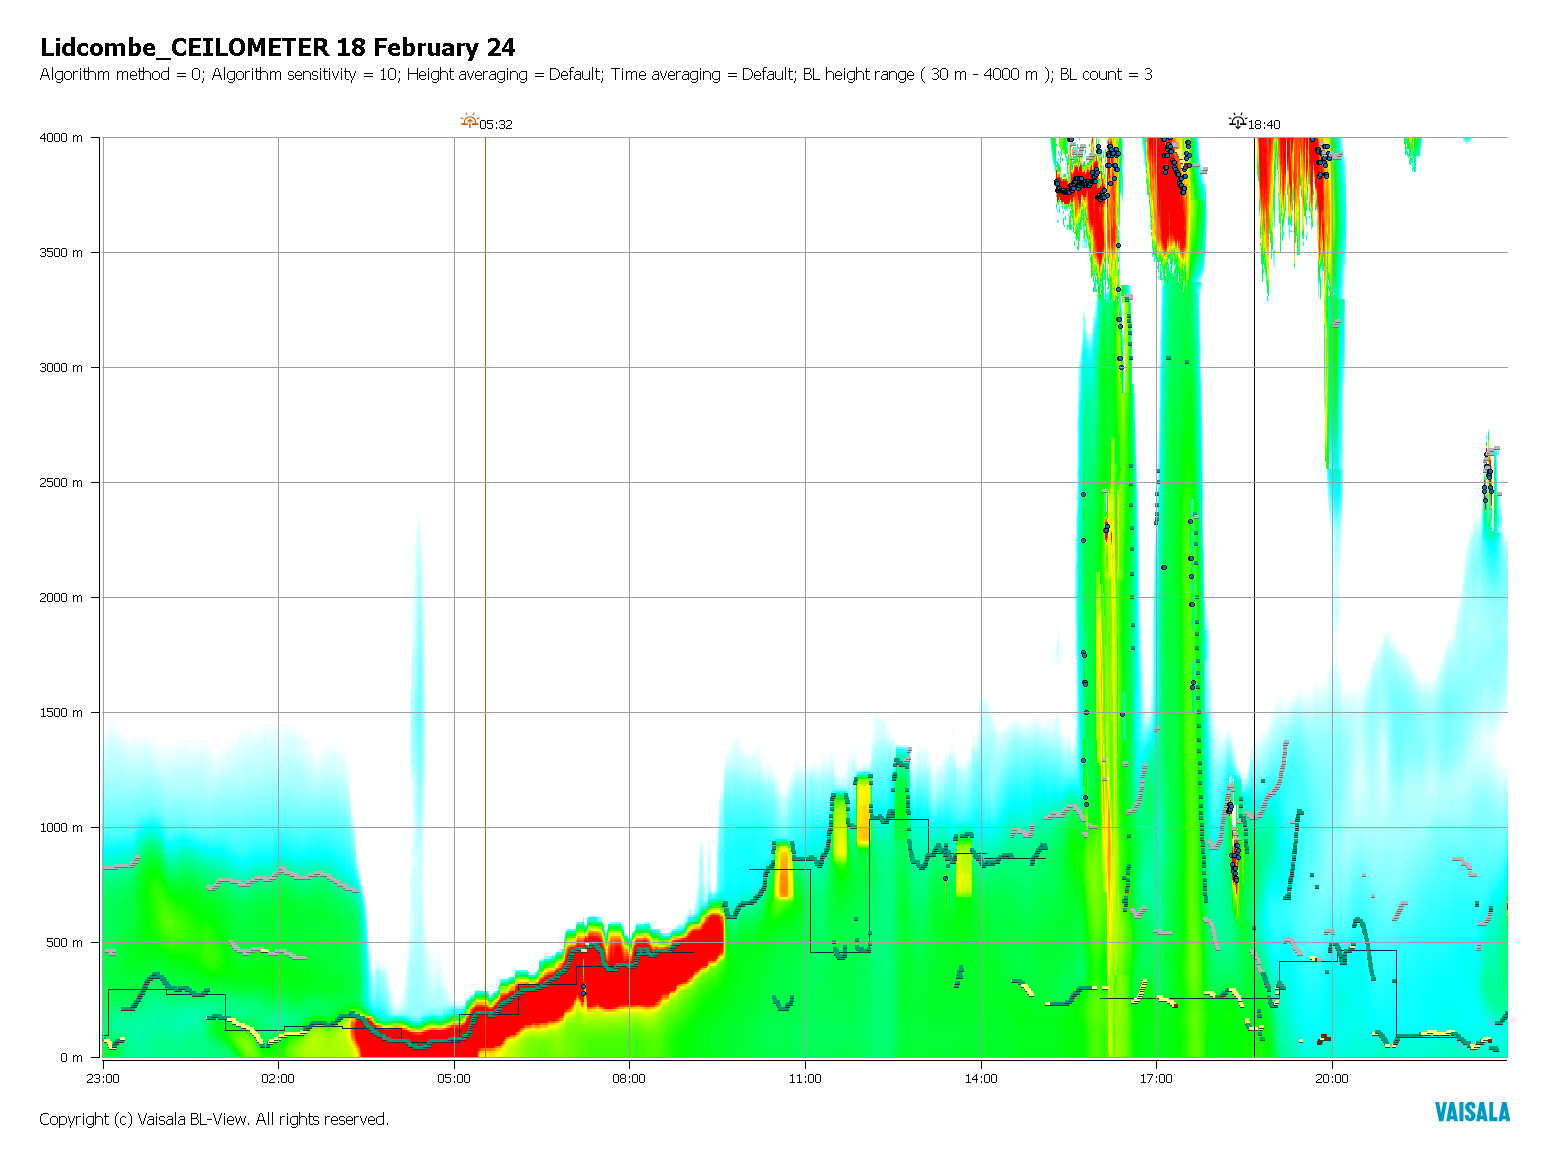 Lidcombe_CEILOMETER 18 February 24
Algorithm method = 0; Algorithm sensitivity = 10; Height averaging = Default; Time averaging = Default; BL height range ( 30 m - 4000 m ); BL count = 3
05:32
18:40
4000 m
3500 m
3000 m
2500 m
2000 m
1500 m
1000 m
500 m
0 m
23:00
02:00
05:00
08:00
11:00
14:00
17:00
20:00
Copyright (c) Vaisala BL-View. All rights reserved.
VAISALA